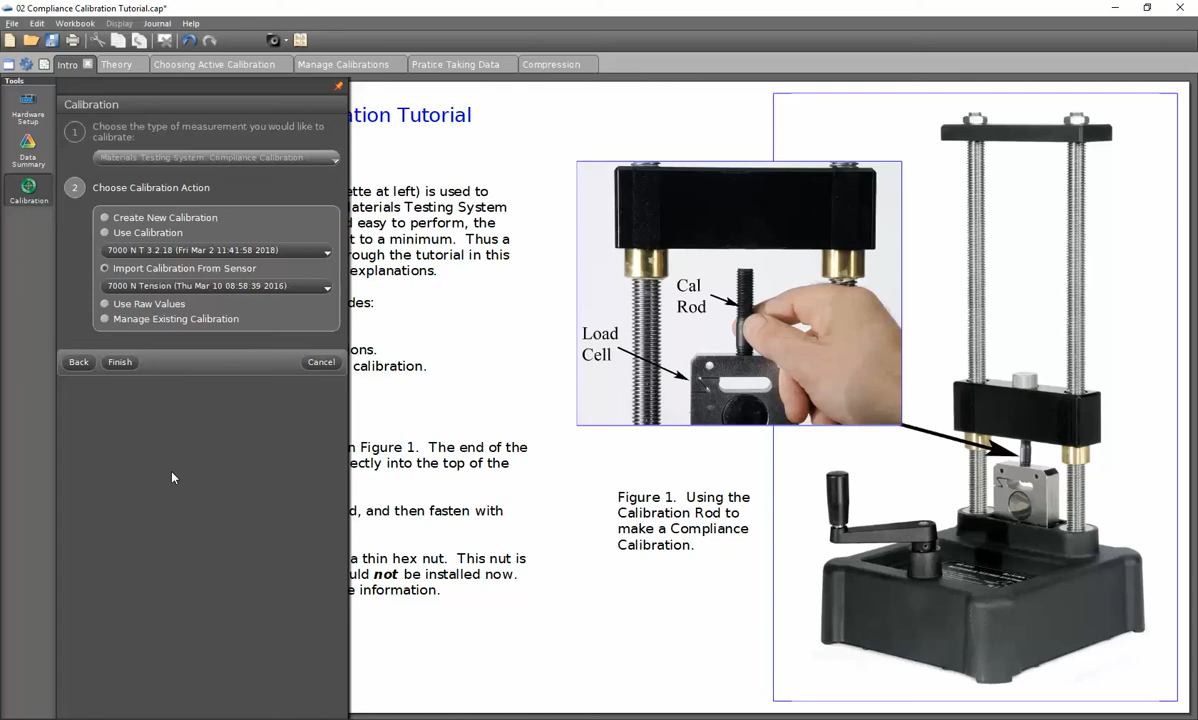 02 Compliance Calibration Tutorial.cap*
File Edit Workbook Display Journal Help
Intro Theory Choosing Active Calibration Manage Calibrations Pratice Taking Data Compression
Tools
Hardware
Setup
Data
Summary
Calibration
Calibration
1 Choose the type of measurement you would like to
calibrate:
Materials Testing System: Compliance Calibration
2 Choose Calibration Action
Create New Calibration
Use Calibration
7000 N T 3.2.18 (Fri Mar 2 11:41:58 2018)
Import Calibration From Sensor
7000 N Tension (Thu Mar 10 08:58:39 2016)
Use Raw Values
Manage Existing Calibration
Back Finish Cancel
ation Tutorial
ette at left) is used to
Materials Testing System
d easy to perform, the
t to a minimum. Thus a
rough the tutorial in this
explanations.
des:
ons.
calibration.
n Figure 1. The end of the
ectly into the top of the
d, and then fasten with
a thin hex nut. This nut is
uld not be installed now.
e information.
Cal
Rod
Load
Cell
Figure 1. Using the
Calibration Rod to
make a Compliance
Calibration.